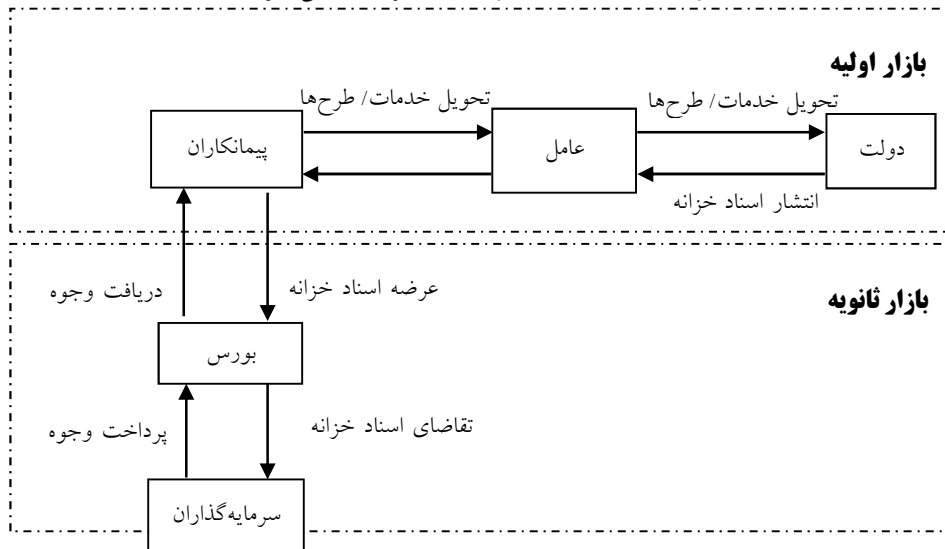 بازار اولیه
تحویل خدمات/ طرح‌ها
تحویل خدمات/ طرح‌ها
دولت
عامل
پیمانکاران
انتشار اسناد خزانه
بازار ثانویه
عرضه اسناد خزانه
دریافت وجوه
بورس
تقاضای اسناد خزانه
پرداخت وجوه
سرمایه‌گذاران